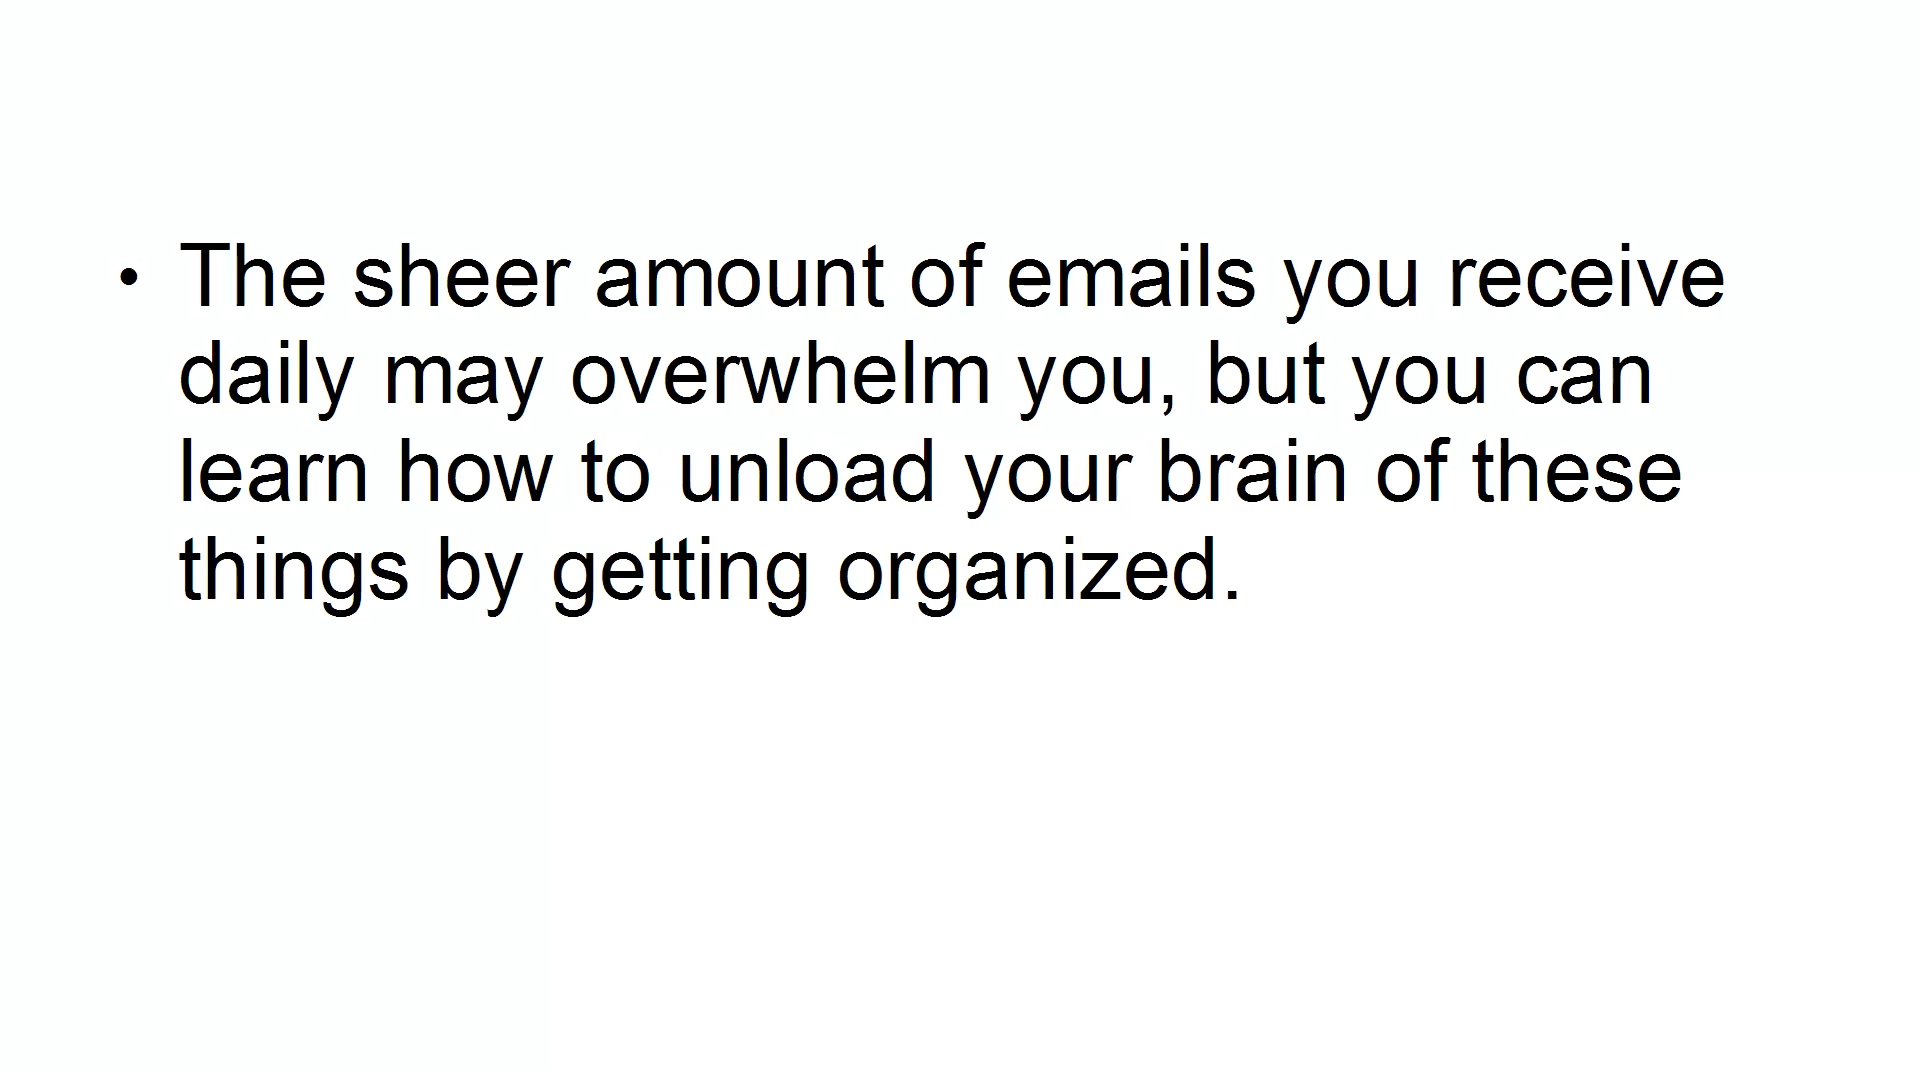 • The sheer amount of emails you receive
daily may overwhelm you, but you can
learn how to unload your brain of these
things by getting organized.